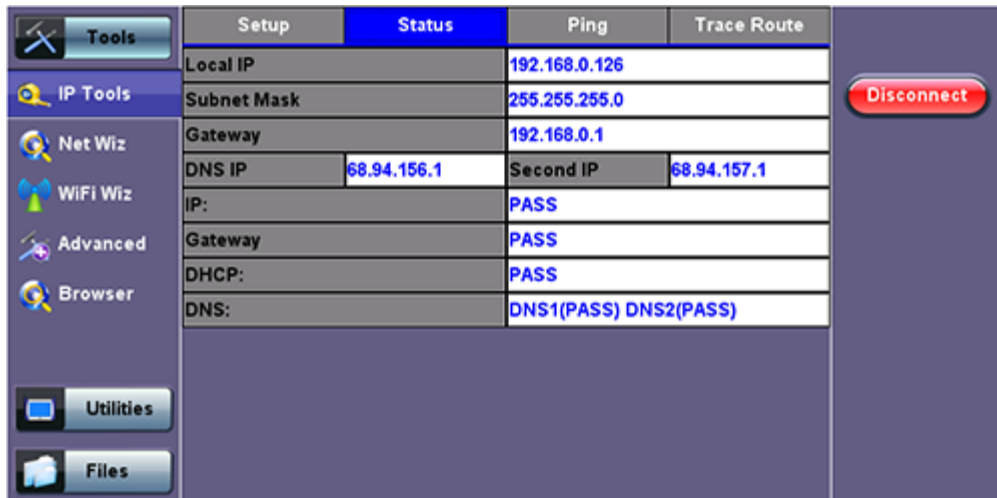 Tools
IP Tools
Net Wiz
WiFi Wiz
Advanced
Browser
Utilities
Files
Setup Status Ping Trace Route
Local IP 192.168.0.126
Subnet Mask 255.255.255.0
Gateway 192.168.0.1
DNS IP 68.94.156.1 Second IP 68.94.157.1
IP: PASS
Gateway PASS
DHCP: PASS
DNS: DNS1(PASS) DNS2(PASS)
Disconnect